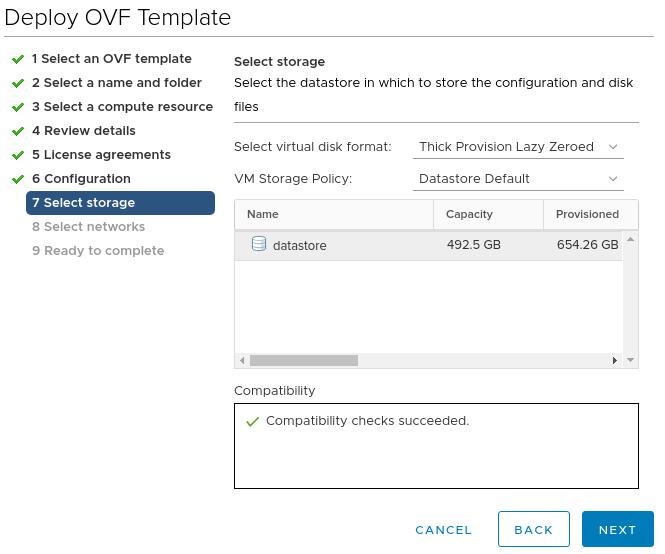 Deploy OVF Template
1 Select an OVF template
2 Select a name and folder
3 Select a compute resource
4 Review details
5 License agreements
6 Configuration
7 Select storage
8 Select networks
9 Ready to complete
Select storage
Select the datastore in which to store the configuration and disk
files
Select virtual disk format: Thick Provision Lazy Zeroed
VM Storage Policy: Datastore Default
Name Capacity Provisioned
datastore 492.5 GB 654.26 GB
Compatibility
Compatibility checks succeeded.
CANCEL BACK NEXT